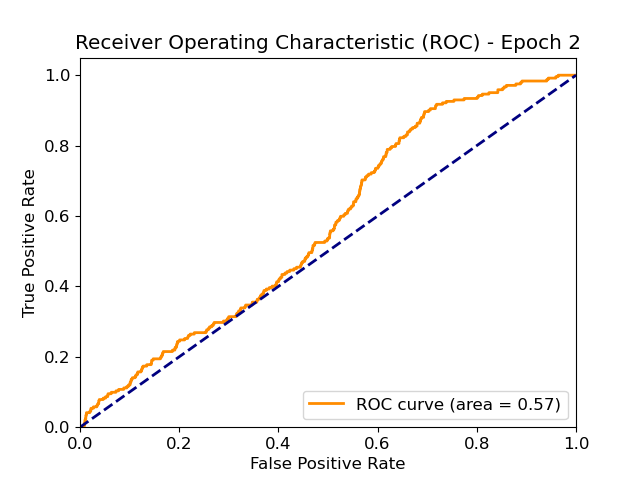 Receiver Operating Characteristic (ROC) - Epoch 2
True Positive Rate
1.0
0.8
0.6
0.4
0.2
0.0
0.0 0.2 0.4 0.6 0.8 1.0
False Positive Rate
ROC curve (area = 0.57)